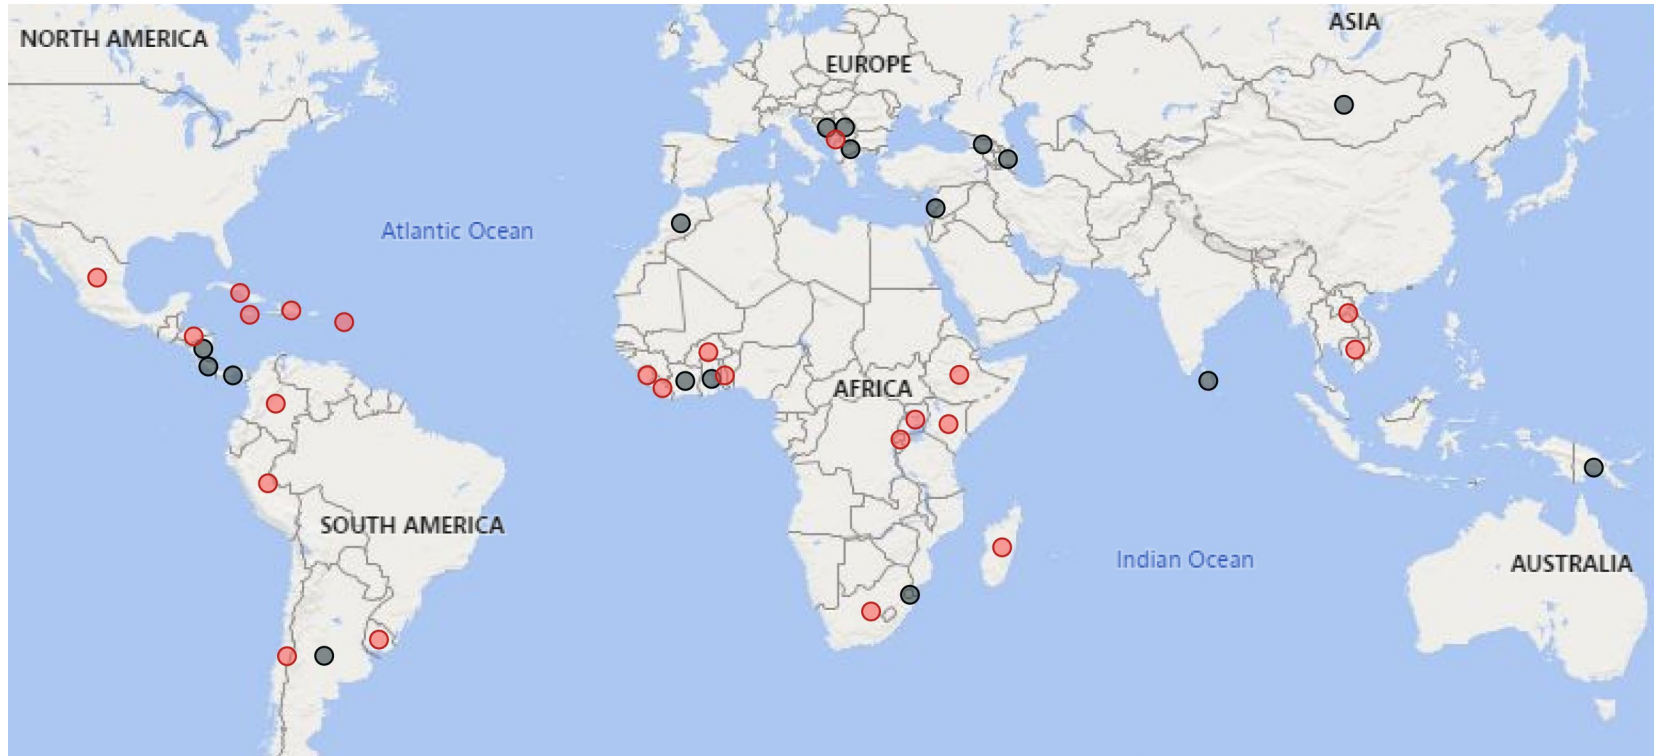 NORTH AMERICA
ASIA
EUROPE
Atlantic Ocean
AFRICA
SOUTH AMERICA
Indian Ocean
AUSTRALIA